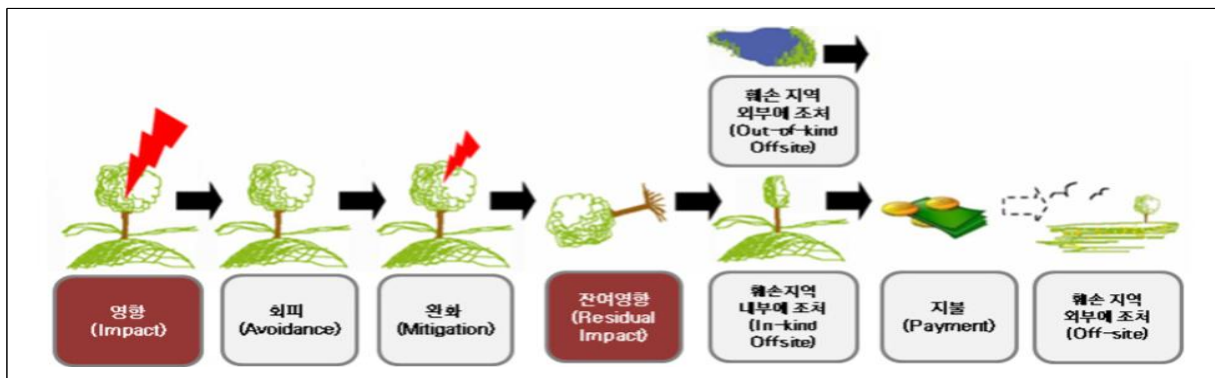 훼손 지역
외부에 조처
(Out-of-kind
Offsite)
영향
(Impact)
회피
(Avoidance)
완화
(Mitigation)
잔여영향
(Residual
Impact)
훼손지역
내부에 조처
(In-kind
Offsite)
지불
(Payment)
훼손 지역
외부에 조처
(Off-site)